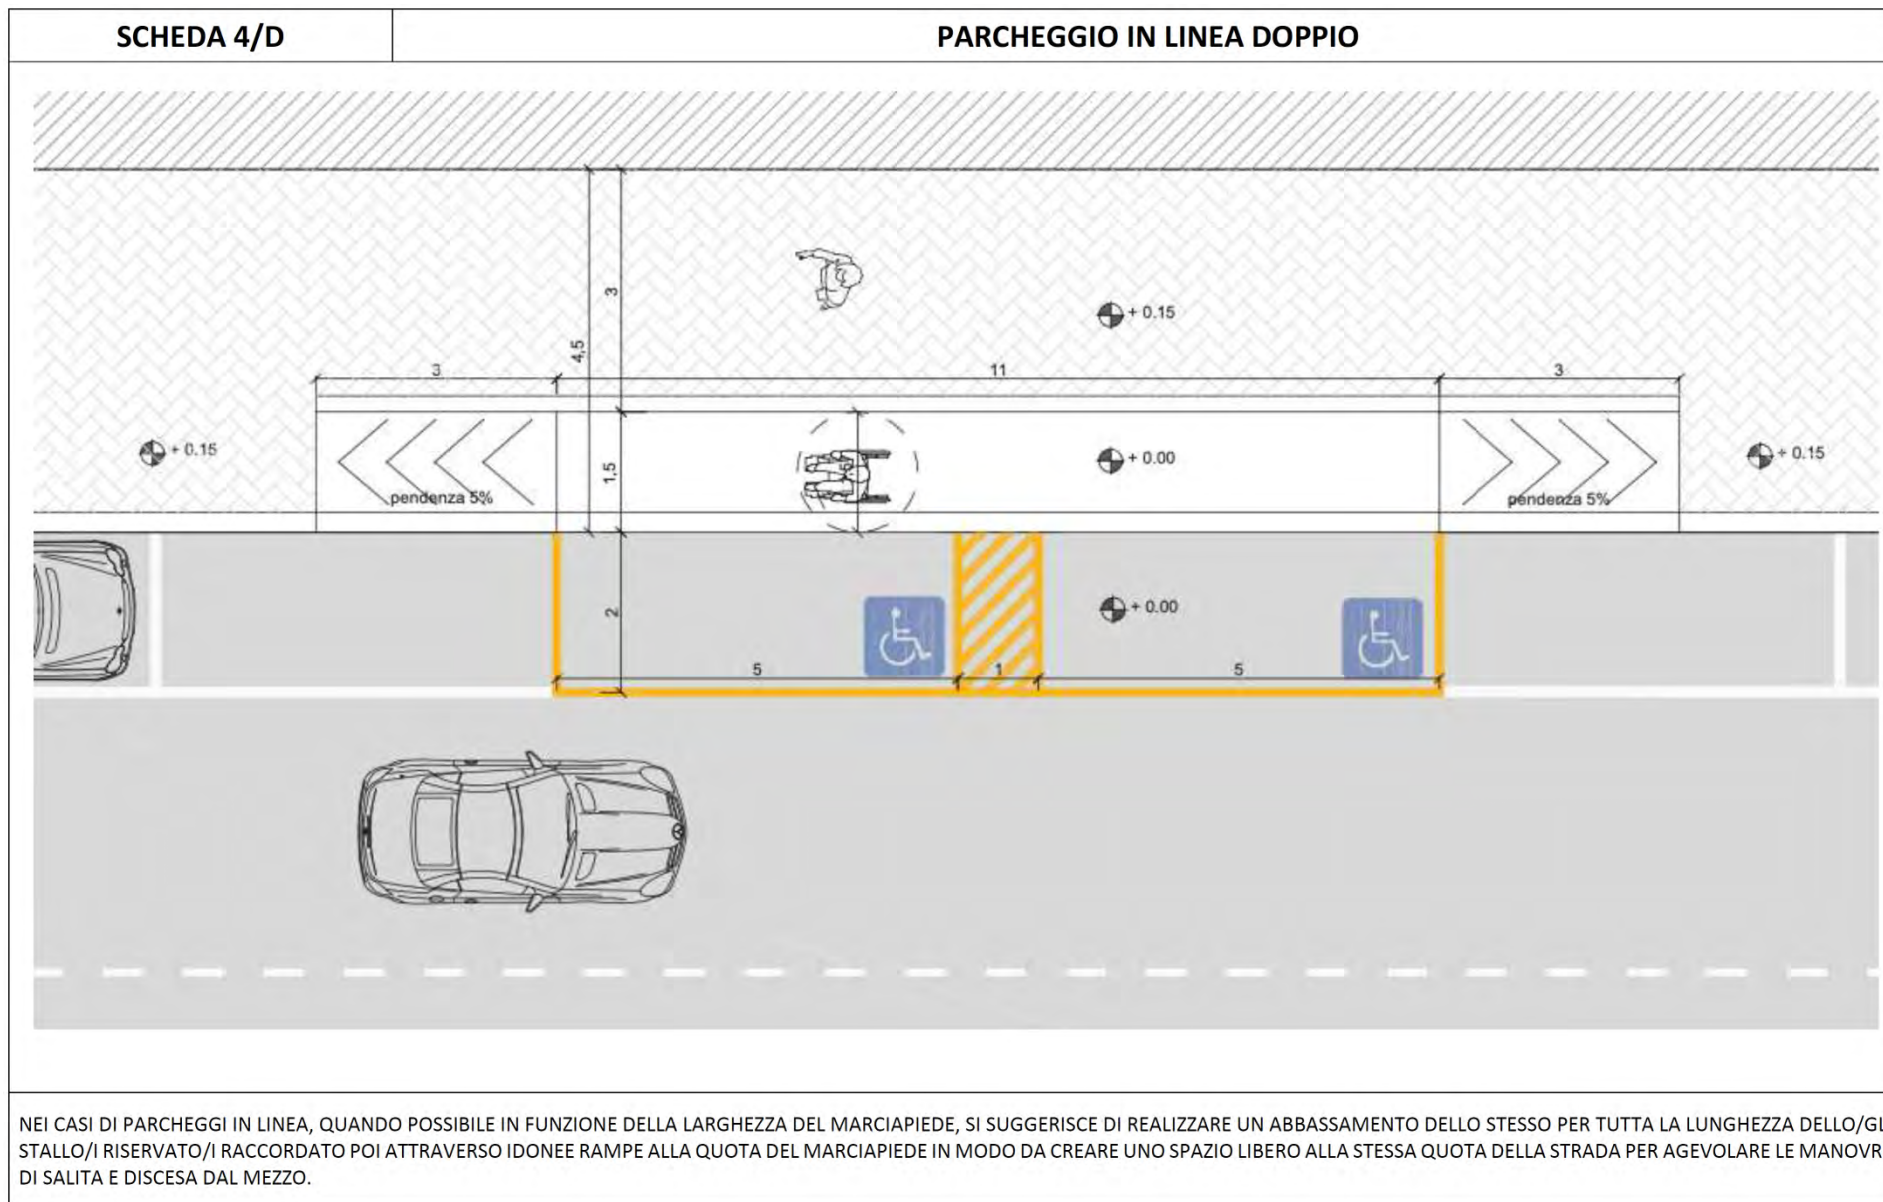 SCHEDA 4/D
PARCHEGGIO IN LINEA DOPPIO
3
+ 0.15
4,5
3
11
3
+ 0.15
1,5
+ 0.00
+ 0.15
pendenza 5%
pendenza 5%
2
+ 0.00
5
1
5
NEI CASI DI PARCHEGGI IN LINEA, QUANDO POSSIBILE IN FUNZIONE DELLA LARGHEZZA DEL MARCIAPIEDE, SI SUGGERISCE DI REALIZZARE UN ABBASSAMENTO DELLO STESSO PER TUTTA LA LUNGHEZZA DELLO/GL
STALLO/I RISERVATO/I RACCORDATO POI ATTRAVERSO IDONEE RAMPE ALLA QUOTA DEL MARCIAPIEDE IN MODO DA CREARE UNO SPAZIO LIBERO ALLA STESSA QUOTA DELLA STRADA PER AGEVOLARE LE MANOVR
DI SALITA E DISCESA DAL MEZZO.